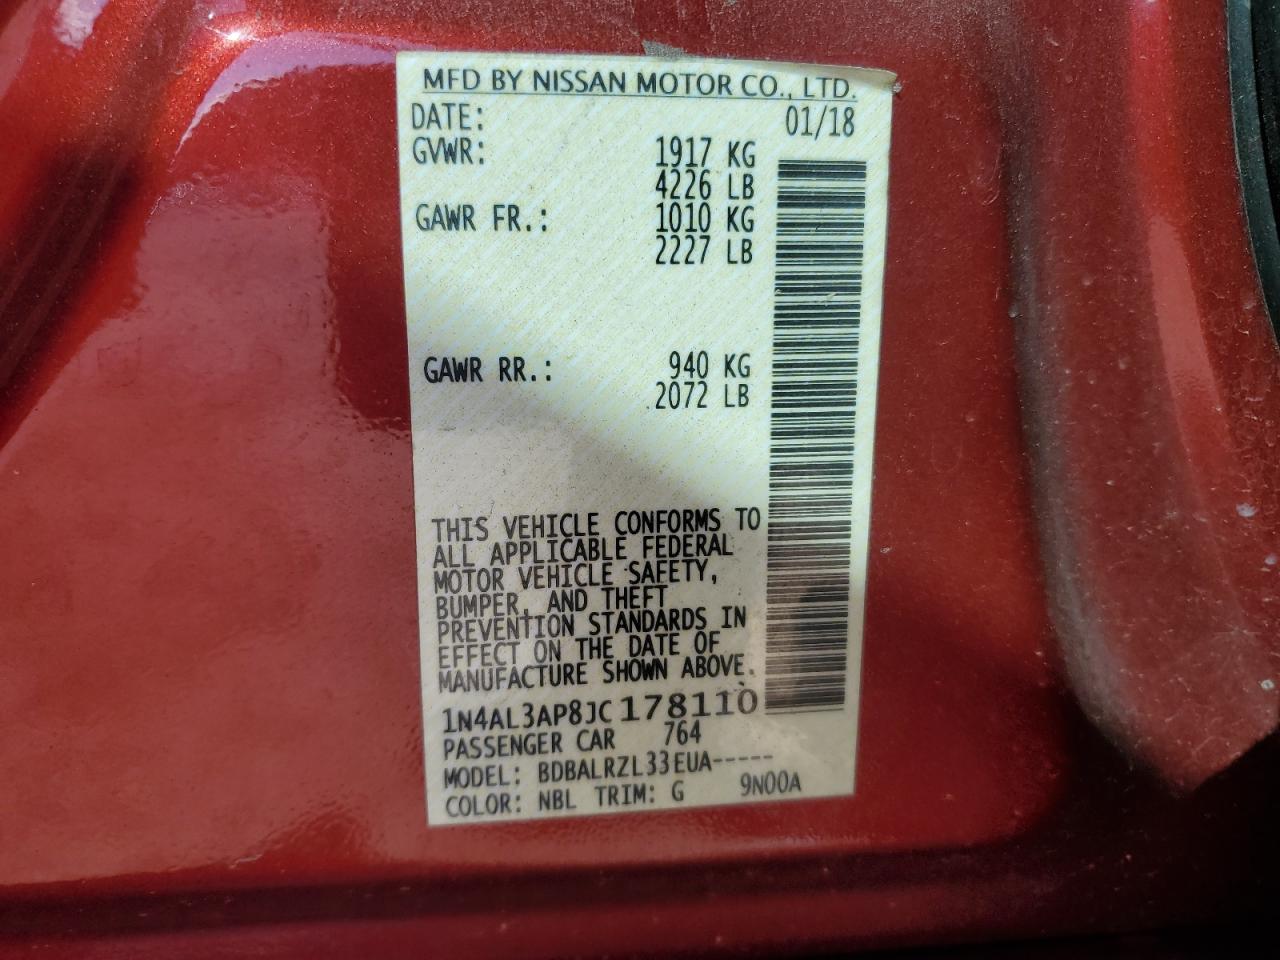 MFD BY NISSAN MOTOR CO., LTD.
DATE: 01/18
GVWR: 1917 KG
4226 LB
GAWR FR.: 1010 KG
2227 LB
GAWR RR.: 940 KG
2072 LB
THIS VEHICLE CONFORMS TO
ALL APPLICABLE FEDERAL
MOTOR VEHICLE SAFETY,
BUMPER, AND THEFT
PREVENTION STANDARDS IN
EFFECT ON THE DATE OF
MANUFACTURE SHOWN ABOVE.
1N4AL3AP8JC178110
PASSENGER CAR 764
MODEL: BDBALRZL33EUA-----
COLOR: NBL TRIM: G 9N00A